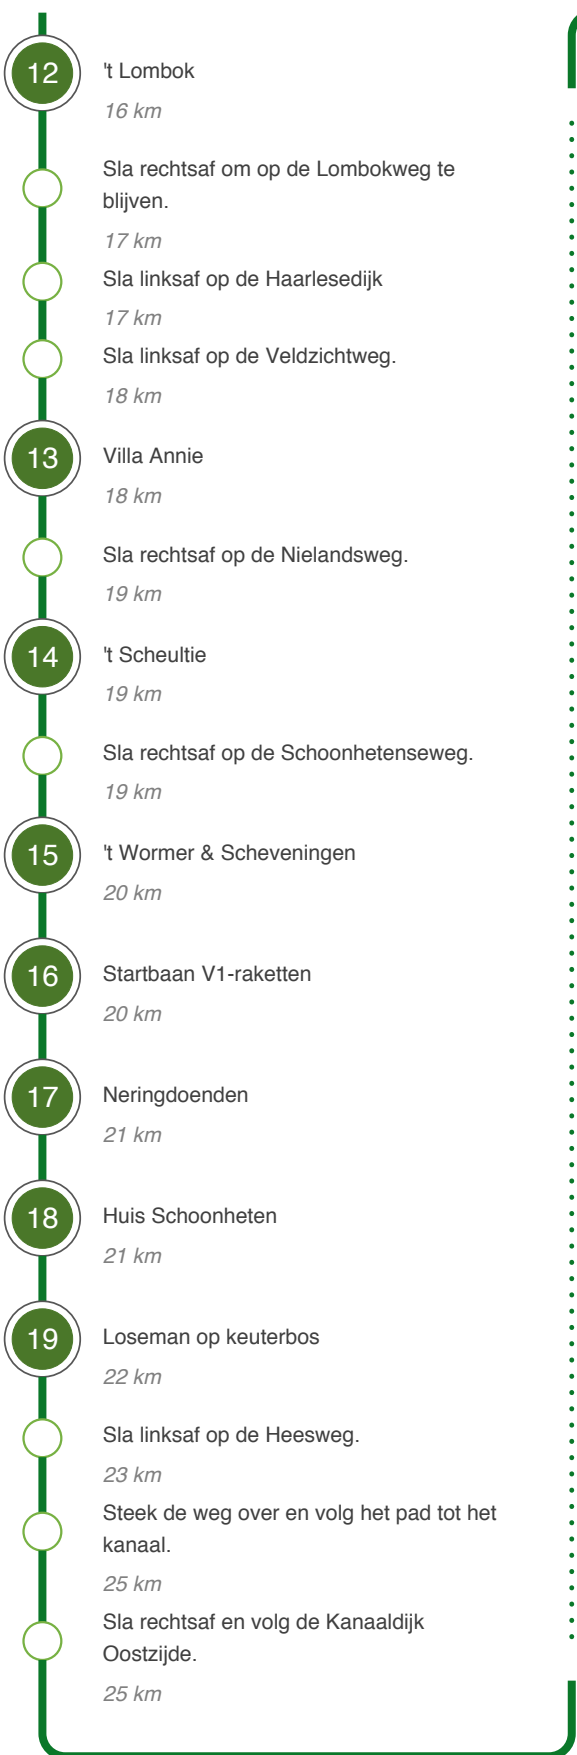 12
't Lombok
16 km
Sla rechtsaf om op de Lombokweg te
blijven.
17 km
Sla linksaf op de Haarlesedijk
17 km
Sla linksaf op de Veldzichtweg.
18 km
13
Villa Annie
18 km
Sla rechtsaf op de Nielandsweg.
19 km
14
't Scheultie
19 km
Sla rechtsaf op de Schoonhetenseweg.
19 km
15
't Wormer & Scheveningen
20 km
16
Startbaan V1-raketten
20 km
17
Neringdoenden
21 km
18
Huis Schoonheten
21 km
19
Loseman op keuterbos
22 km
Sla linksaf op de Heesweg.
23 km
Steek de weg over en volg het pad tot het
kanaal.
25 km
Sla rechtsaf en volg de Kanaaldijk
Oostzijde.
25 km